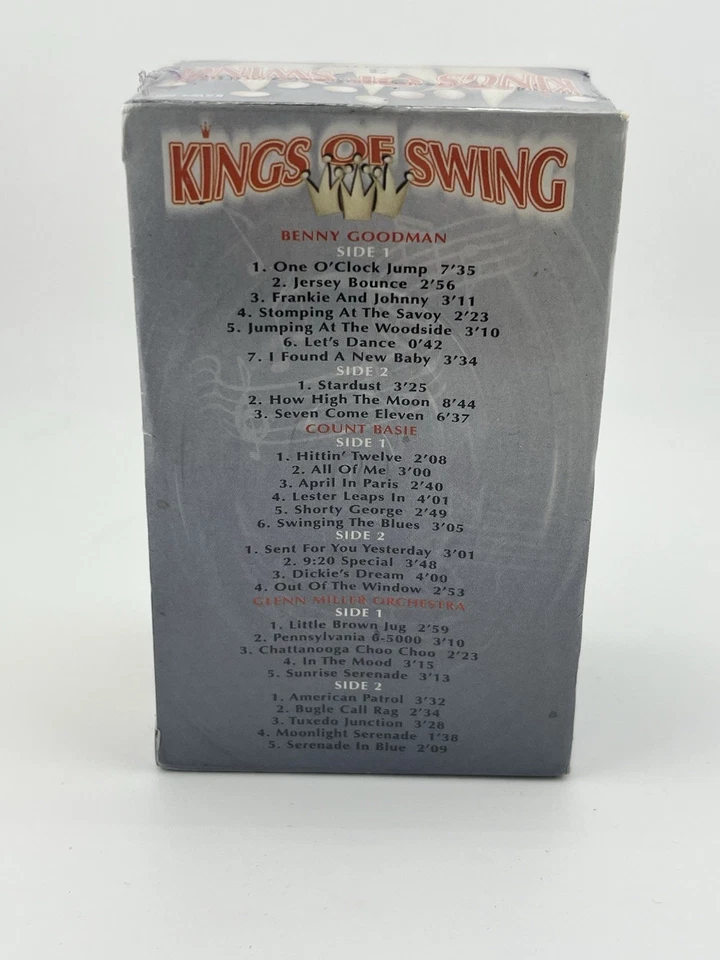 KINGS OF SWING
KINGS OF SWING
BENNY GOODMAN
SIDE 1
1. One O'Clock Jump 7'35
2. Jersey Bounce 2'56
3. Frankie And Johnny 3'11
4. Stomping At The Savoy 2'23
5. Jumping At The Woodside 3'10
6. Let's Dance 0'42
7. I Found A New Baby 3'34
SIDE 2
1. Stardust 3'25
2. How High The Moon 8'44
3. Seven Come Eleven 6'37
COUNT BASIE
SIDE 1
1. Hittin' Twelve 2'08
2. All Of Me 3'00
3. April In Paris 2'40
4. Lester Leaps In 4'01
5. Shorty George 2'49
6. Swinging The Blues 3'05
SIDE 2
1. Sent For You Yesterday 3'01
2. 9:20 Special 3'48
3. Dickie's Dream 4'00
4. Out Of The Window 2'53
GLENN MILLER ORCHESTRA
SIDE 1
1. Little Brown Jug 2'59
2. Pennsylvania 6-5000 3'10
3. Chattanooga Choo Choo 2'23
4. In The Mood 3'15
5. Sunrise Serenade 3'13
SIDE 2
1. American Patrol 3'32
2. Bugle Call Rag 2'34
3. Tuxedo Junction 3'28
4. Moonlight Serenade 1'38
5. Serenade In Blue 2'09